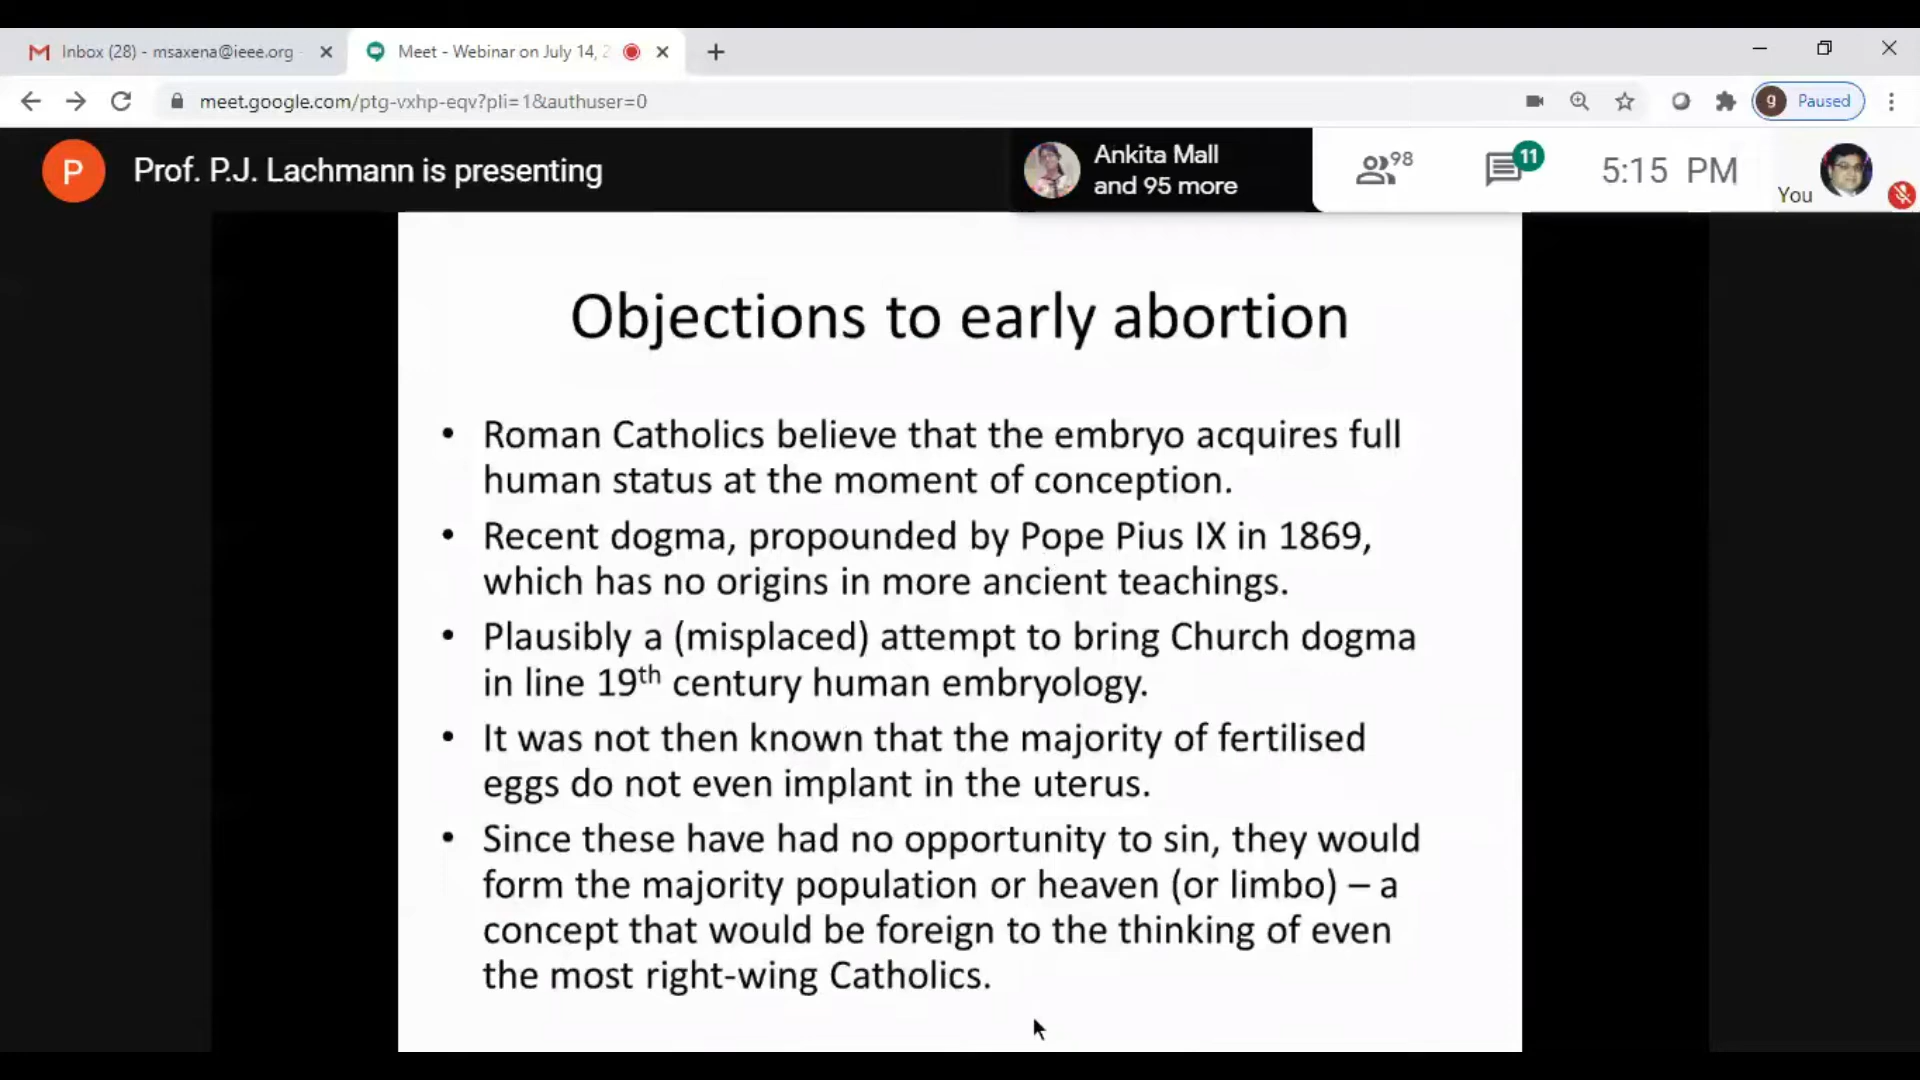 Inbox (28) - msaxena@ieee.org
Meet - Webinar on July 14, 2
meet.google.com/ptg-vxhp-eqv?pli=1&authuser=0
g Paused
P Prof. P.J. Lachmann is presenting
Ankita Mall
and 95 more
98
11
5:15 PM
You
Objections to early abortion
• Roman Catholics believe that the embryo acquires full
human status at the moment of conception.
• Recent dogma, propounded by Pope Pius IX in 1869,
which has no origins in more ancient teachings.
• Plausibly a (misplaced) attempt to bring Church dogma
in line 19th century human embryology.
• It was not then known that the majority of fertilised
eggs do not even implant in the uterus.
• Since these have had no opportunity to sin, they would
form the majority population or heaven (or limbo) – a
concept that would be foreign to the thinking of even
the most right-wing Catholics.